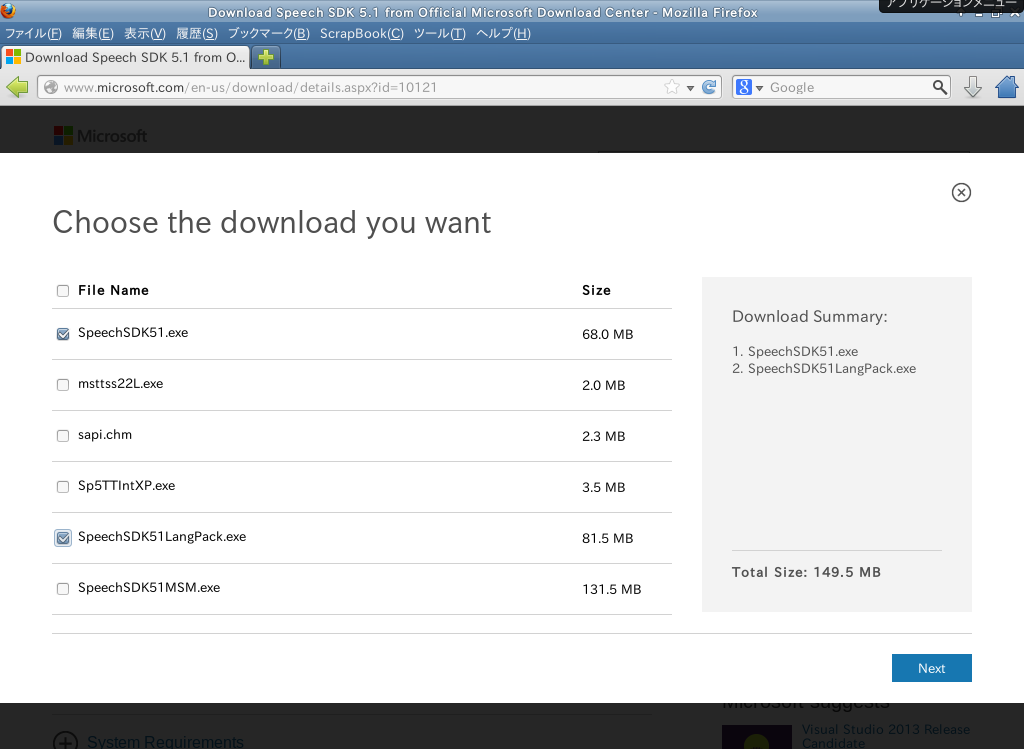 アプリケーションメニュー
Download Speech SDK 5.1 from Official Microsoft Download Center - Mozilla Firefox
ファイル(F) 編集(E) 表示(V) 履歴(S) ブックマーク(B) ScrapBook(C) ツール(T) ヘルプ(H)
Download Speech SDK 5.1 from O...
www.microsoft.com/en-us/download/details.aspx?id=10121
8 Google
Microsoft
Choose the download you want
File Name Size
SpeechSDK51.exe 68.0 MB
msttss22L.exe 2.0 MB
sapi.chm 2.3 MB
Sp5TTIntXP.exe 3.5 MB
SpeechSDK51LangPack.exe 81.5 MB
SpeechSDK51MSM.exe 131.5 MB
Download Summary:
1. SpeechSDK51.exe
2. SpeechSDK51LangPack.exe
Total Size: 149.5 MB
Next
Microsoft suggests
System Requirements
Visual Studio 2013 Release
Candidate